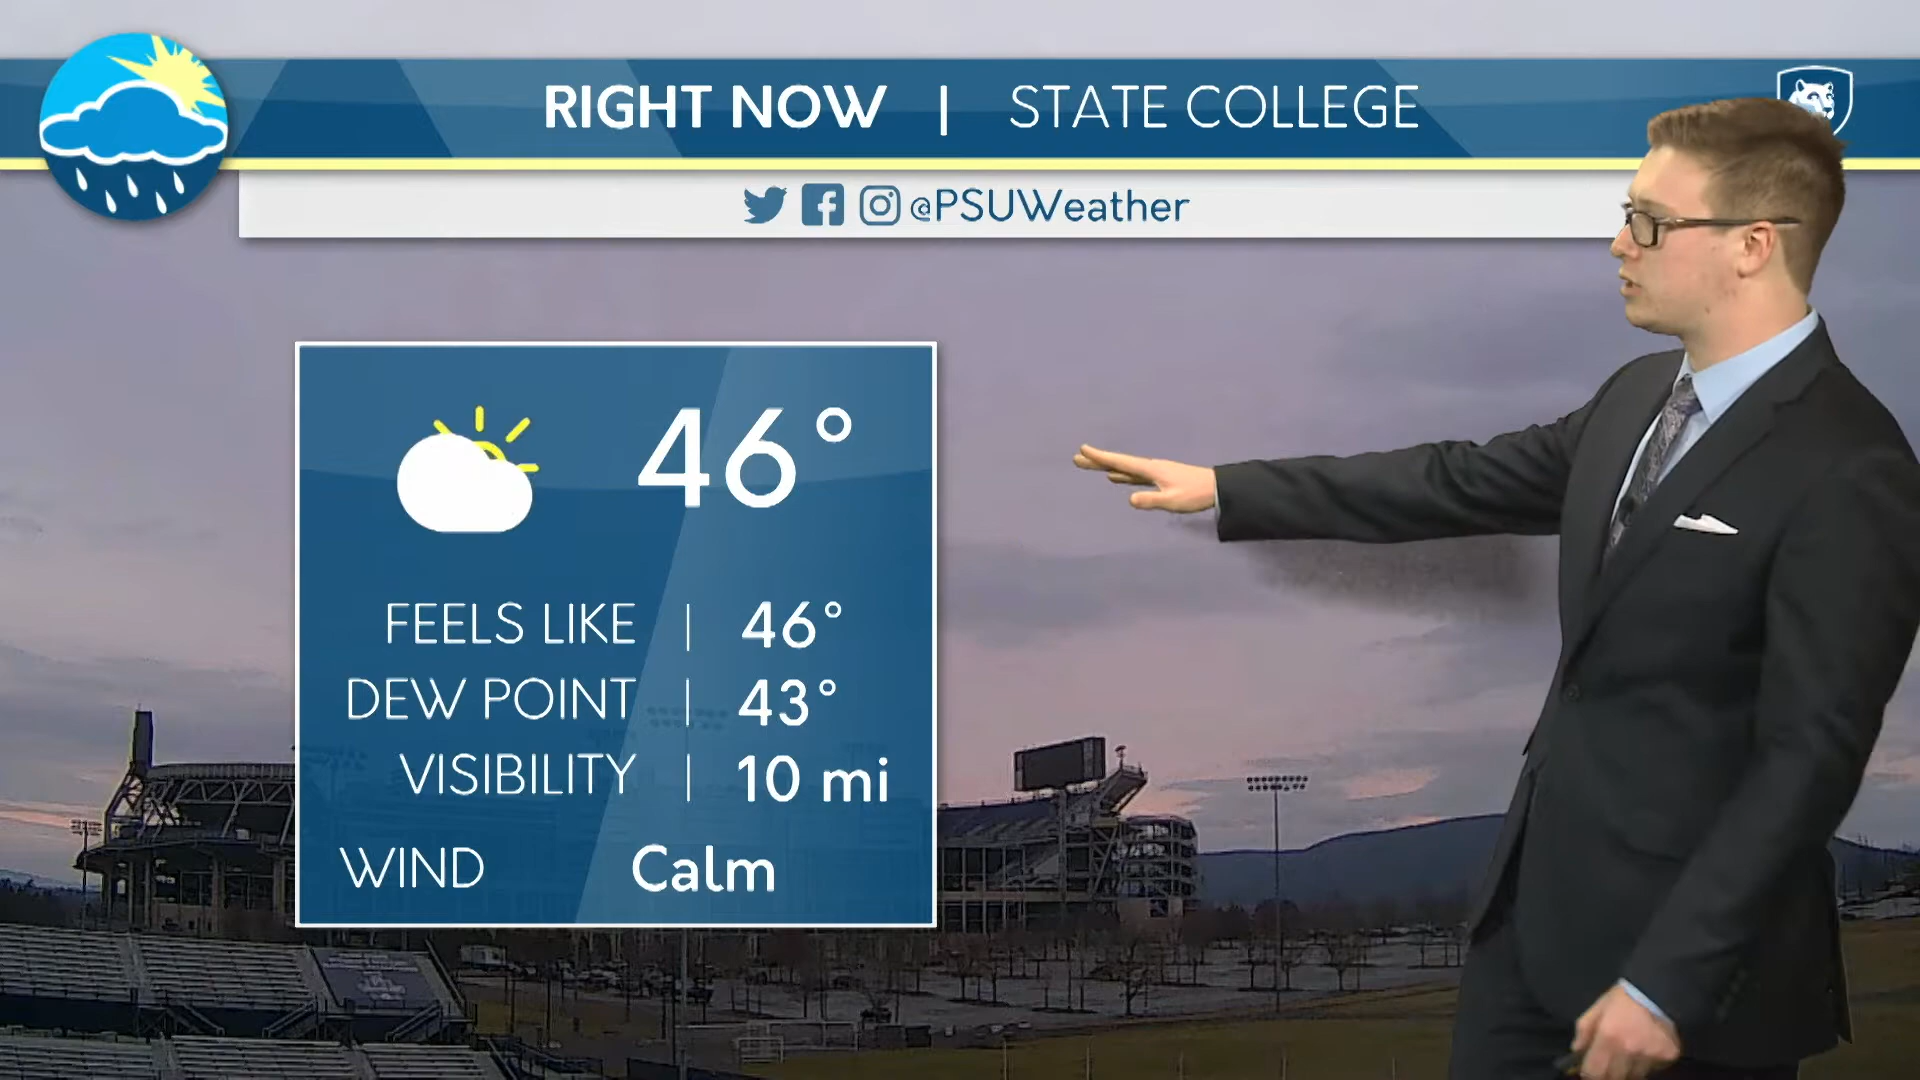 RIGHT NOW | STATE COLLEGE
@PSUWeather
46°
FEELS LIKE | 46°
DEW POINT | 43°
VISIBILITY | 10 mi
WIND Calm